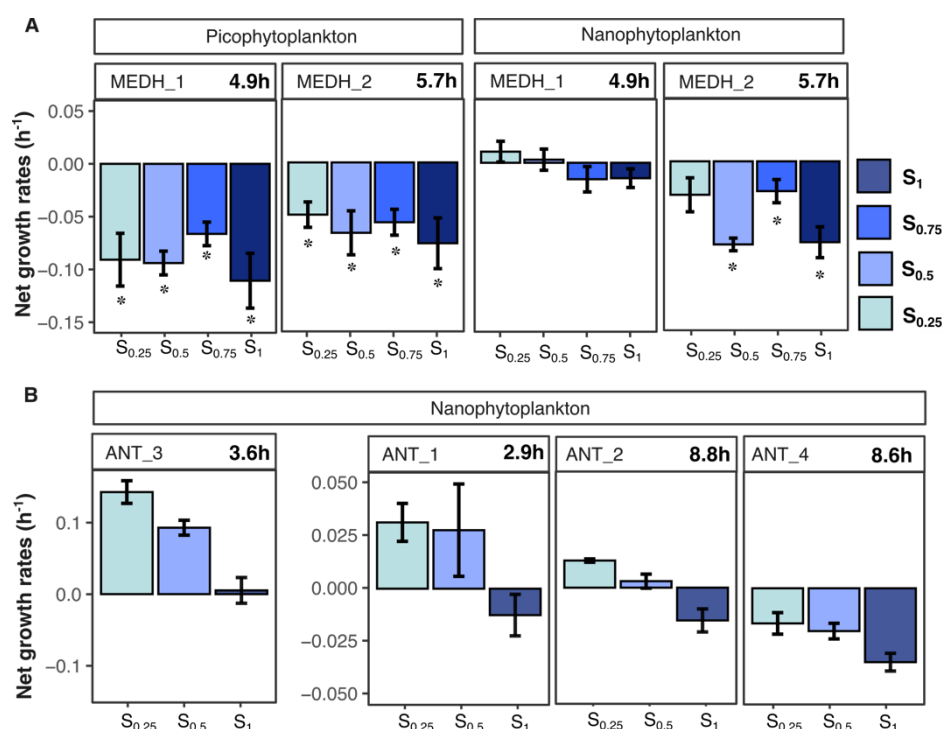 A
Picophytoplankton
Nanophytoplankton
MEDH_1 4.9h
MEDH_2 5.7h
MEDH_1 4.9h
MEDH_2 5.7h
Net growth rates (h⁻¹)
0.05
0.00
−0.05
−0.10
−0.15
* * * *
* * *
* * *
S₀.₂₅ S₀.₅ S₀.₇₅ S₁
S₀.₂₅ S₀.₅ S₀.₇₅ S₁
S₀.₂₅ S₀.₅ S₀.₇₅ S₁
S₀.₂₅ S₀.₅ S₀.₇₅ S₁
S₁
S₀.₇₅
S₀.₅
S₀.₂₅
B
Nanophytoplankton
ANT_3 3.6h
ANT_1 2.9h
ANT_2 8.8h
ANT_4 8.6h
Net growth rates (h⁻¹)
0.1
0.0
−0.1
0.050
0.025
0.000
−0.025
−0.050
S₀.₂₅ S₀.₅ S₁
S₀.₂₅ S₀.₅ S₁
S₀.₂₅ S₀.₅ S₁
S₀.₂₅ S₀.₅ S₁